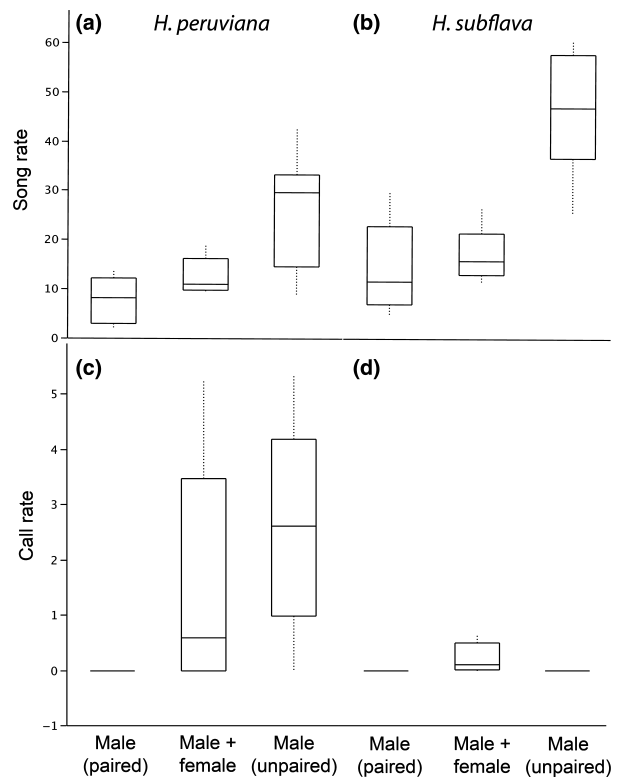 (a) H. peruviana (b) H. subflava
60
50
40
30
20
10
0
Song rate
(c) (d)
5
4
3
2
1
0
−1
Call rate
Male Male + Male Male Male + Male
(paired) female (unpaired) (paired) female (unpaired)